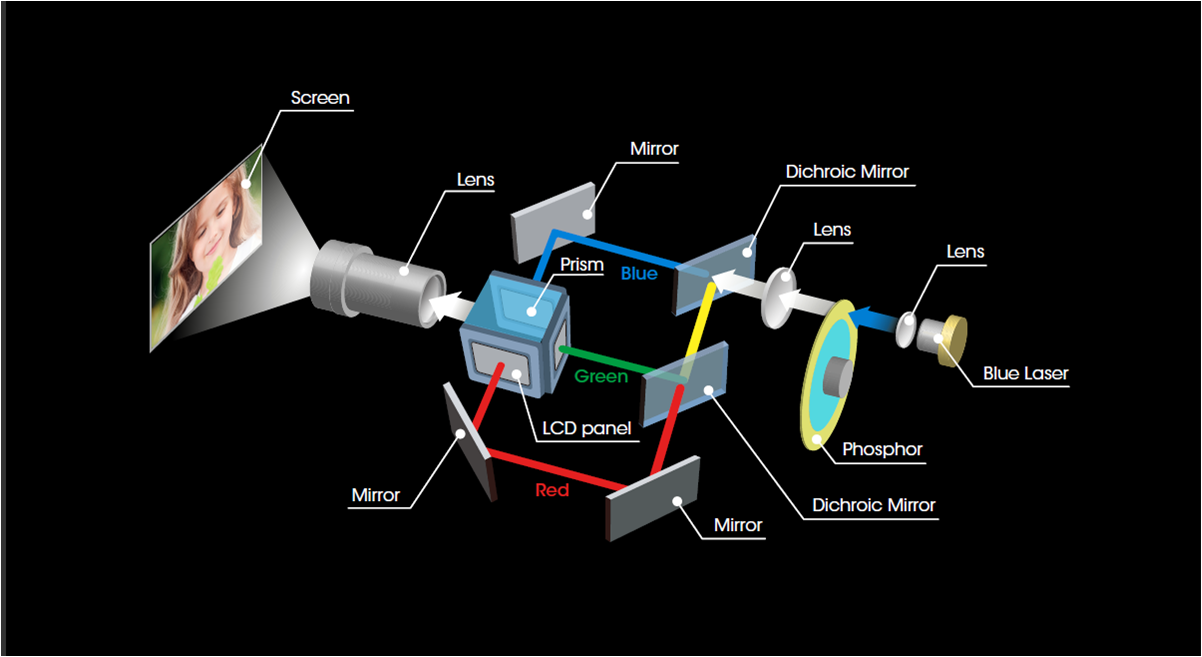 Screen
Mirror
Dichroic Mirror
Lens
Lens
Lens
Prism
Blue
Blue Laser
Green
LCD panel
Phosphor
Red
Mirror
Dichroic Mirror
Mirror